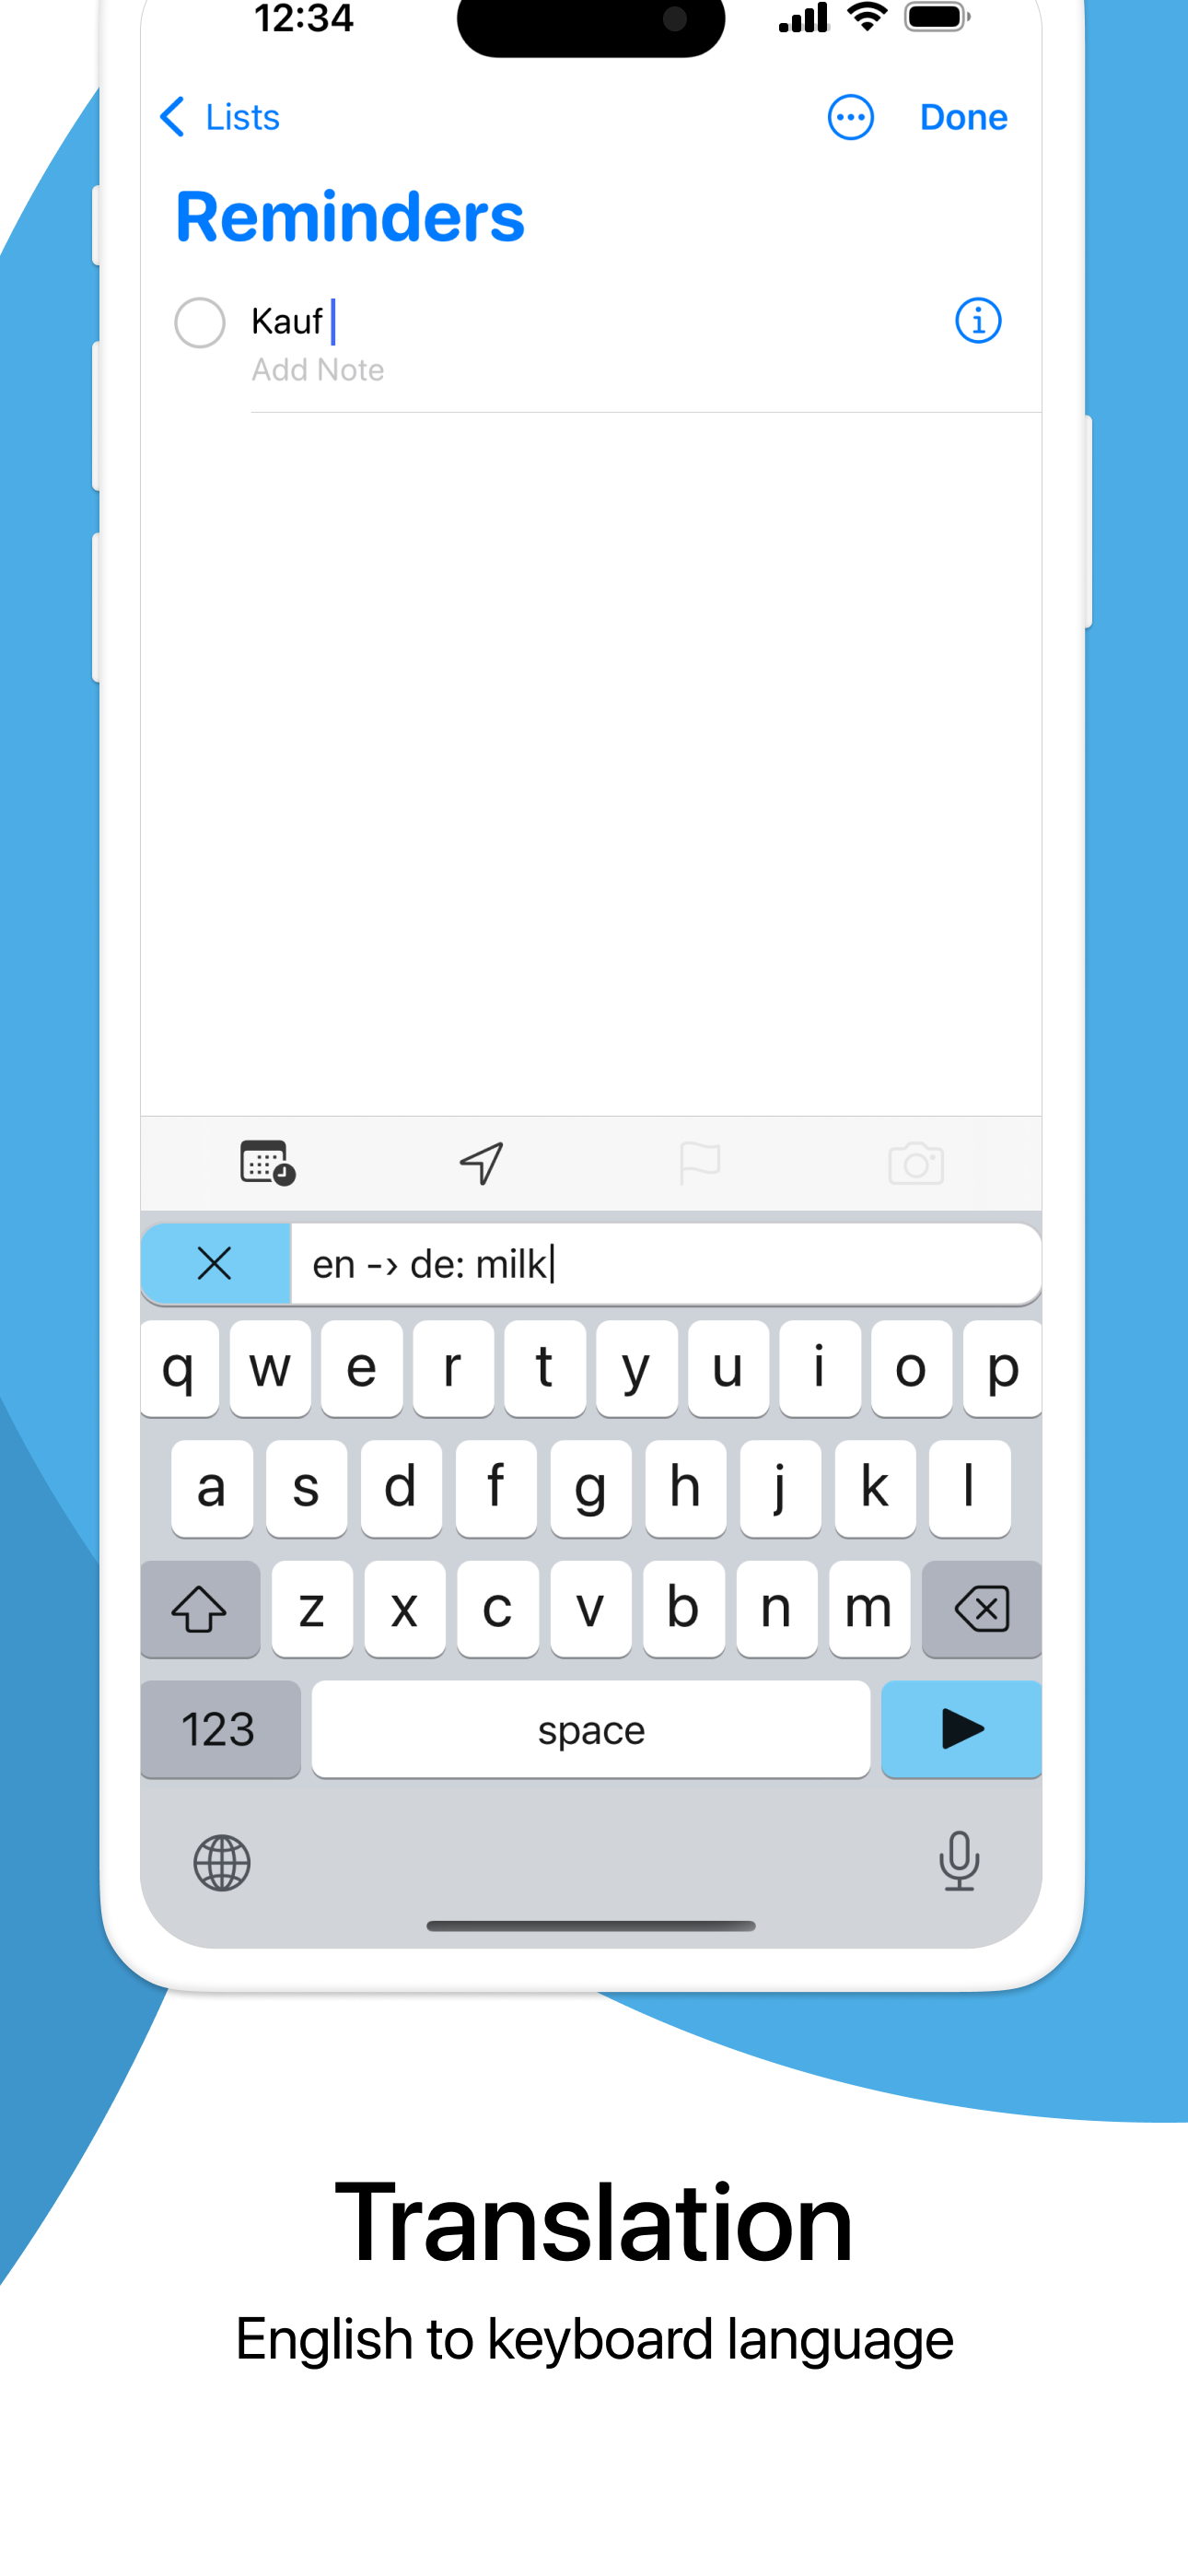 12:34
Lists
Done
Reminders
Kauf
Add Note
en -› de: milk
q w e r t y u i o p
a s d f g h j k l
z x c v b n m
123 space
Translation
English to keyboard language